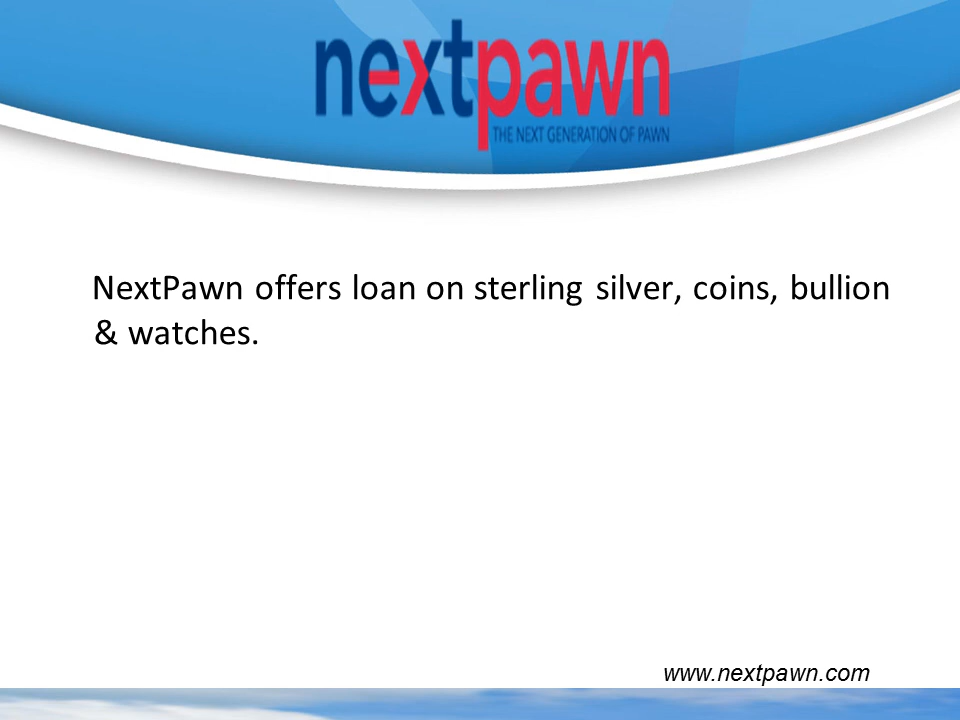 nextpawn
THE NEXT GENERATION OF PAWN
NextPawn offers loan on sterling silver, coins, bullion
& watches.
www.nextpawn.com